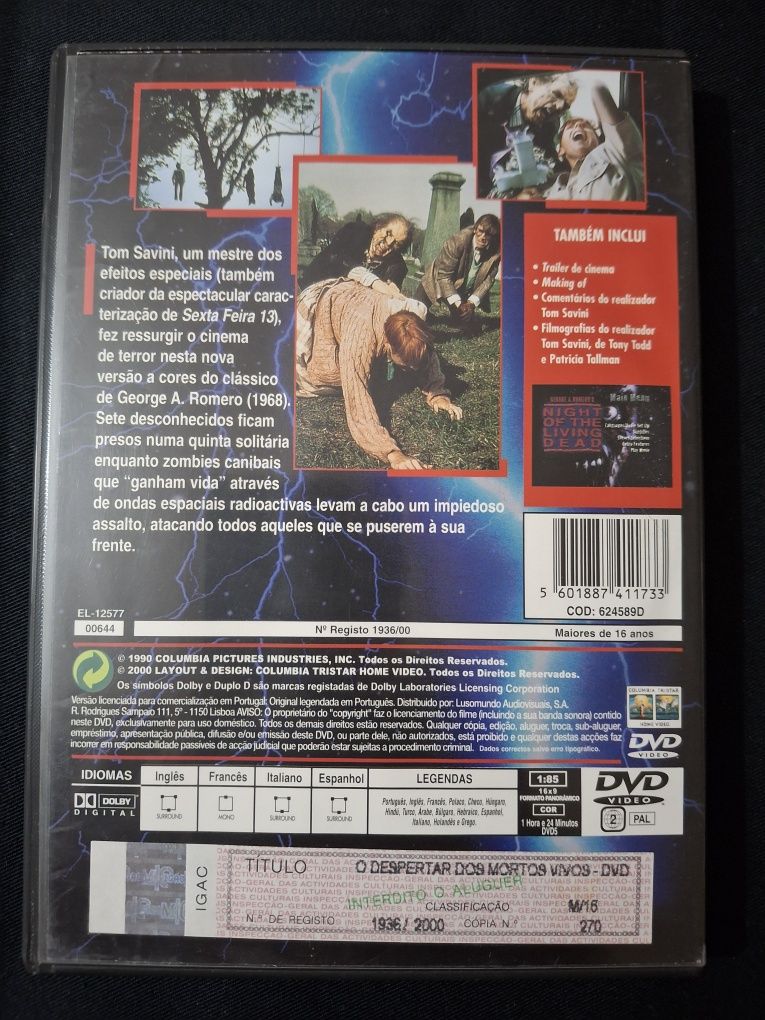 Tom Savini, um mestre dos
efeitos especiais (também
criador da espectacular carac-
terização de Sexta Feira 13),
fez ressurgir o cinema
de terror nesta nova
versão a cores do clássico
de George A. Romero (1968).
Sete desconhecidos ficam
presos numa quinta solitária
enquanto zombies canibais
que “ganham vida” através
de ondas espaciais radioactivas levam a cabo um impiedoso
assalto, atacando todos aqueles que se puserem à sua
frente.
TAMBÉM INCLUI
• Trailer de cinema
• Making of
• Comentários do realizador
Tom Savini
• Filmografias do realizador
Tom Savini, de Tony Todd
e Patricia Tallman
GEORGE A. ROMERO'S
NIGHT
OF THE
LIVING
DEAD
Main Menu
Play Movie
5 601887 411733
COD: 624589D
EL-12577
00644
Nº Registo 1936/00
Maiores de 16 anos
© 1990 COLUMBIA PICTURES INDUSTRIES, INC. Todos os Direitos Reservados.
© 2000 LAYOUT & DESIGN: COLUMBIA TRISTAR HOME VIDEO. Todos os Direitos Reservados.
Os símbolos Dolby e Duplo D são marcas registadas de Dolby Laboratories Licensing Corporation
Versão licenciada para comercialização em Portugal. Original legendada em Português. Distribuido por: Lusomundo Audiovisuais, S.A.
R. Rodrigues Sampaio 111, 5º - 1150 Lisboa AVISO: O proprietário do "copyright" faz o licenciamento do filme (incluindo a sua banda sonora) contido
neste DVD, exclusivamente para uso doméstico. Todos os demais direitos estão reservados. Qualquer cópia, edição, aluguer, troca, sub-aluguer,
empréstimo, apresentação pública, difusão e/ou emissão deste DVD, ou parte dele, não autorizados, está proibido e qualquer destas acções faz
incorrer em responsabilidade passíveis de acção judicial que poderão estar sujeitas a procedimento criminal. Dados correctos salvo erro tipográfico.
COLUMBIA TRISTAR
HOME VIDEO
DVD
VIDEO
IDIOMAS
DOLBY
DIGITAL
Inglês
SURROUND
Francês
MONO
Italiano
SURROUND
Espanhol
SURROUND
LEGENDAS
Português, Inglês, Francês, Polaco, Checo, Húngaro,
Hindú, Turco, Árabe, Búlgaro, Hebraico, Espanhol,
Italiano, Holandês e Grego.
1:85
16x9
FORMATO PANORÂMICO
COR
1 Hora e 24 Minutos
DVD5
DVD
VIDEO
2
PAL
IGAC
TÍTULO
O DESPERTAR DOS MORTOS VIVOS - DVD
INTERDITO O ALUGUER
CLASSIFICAÇÃO
M/16
N.º DE REGISTO
1936/ 2000
CÓPIA N.º
270